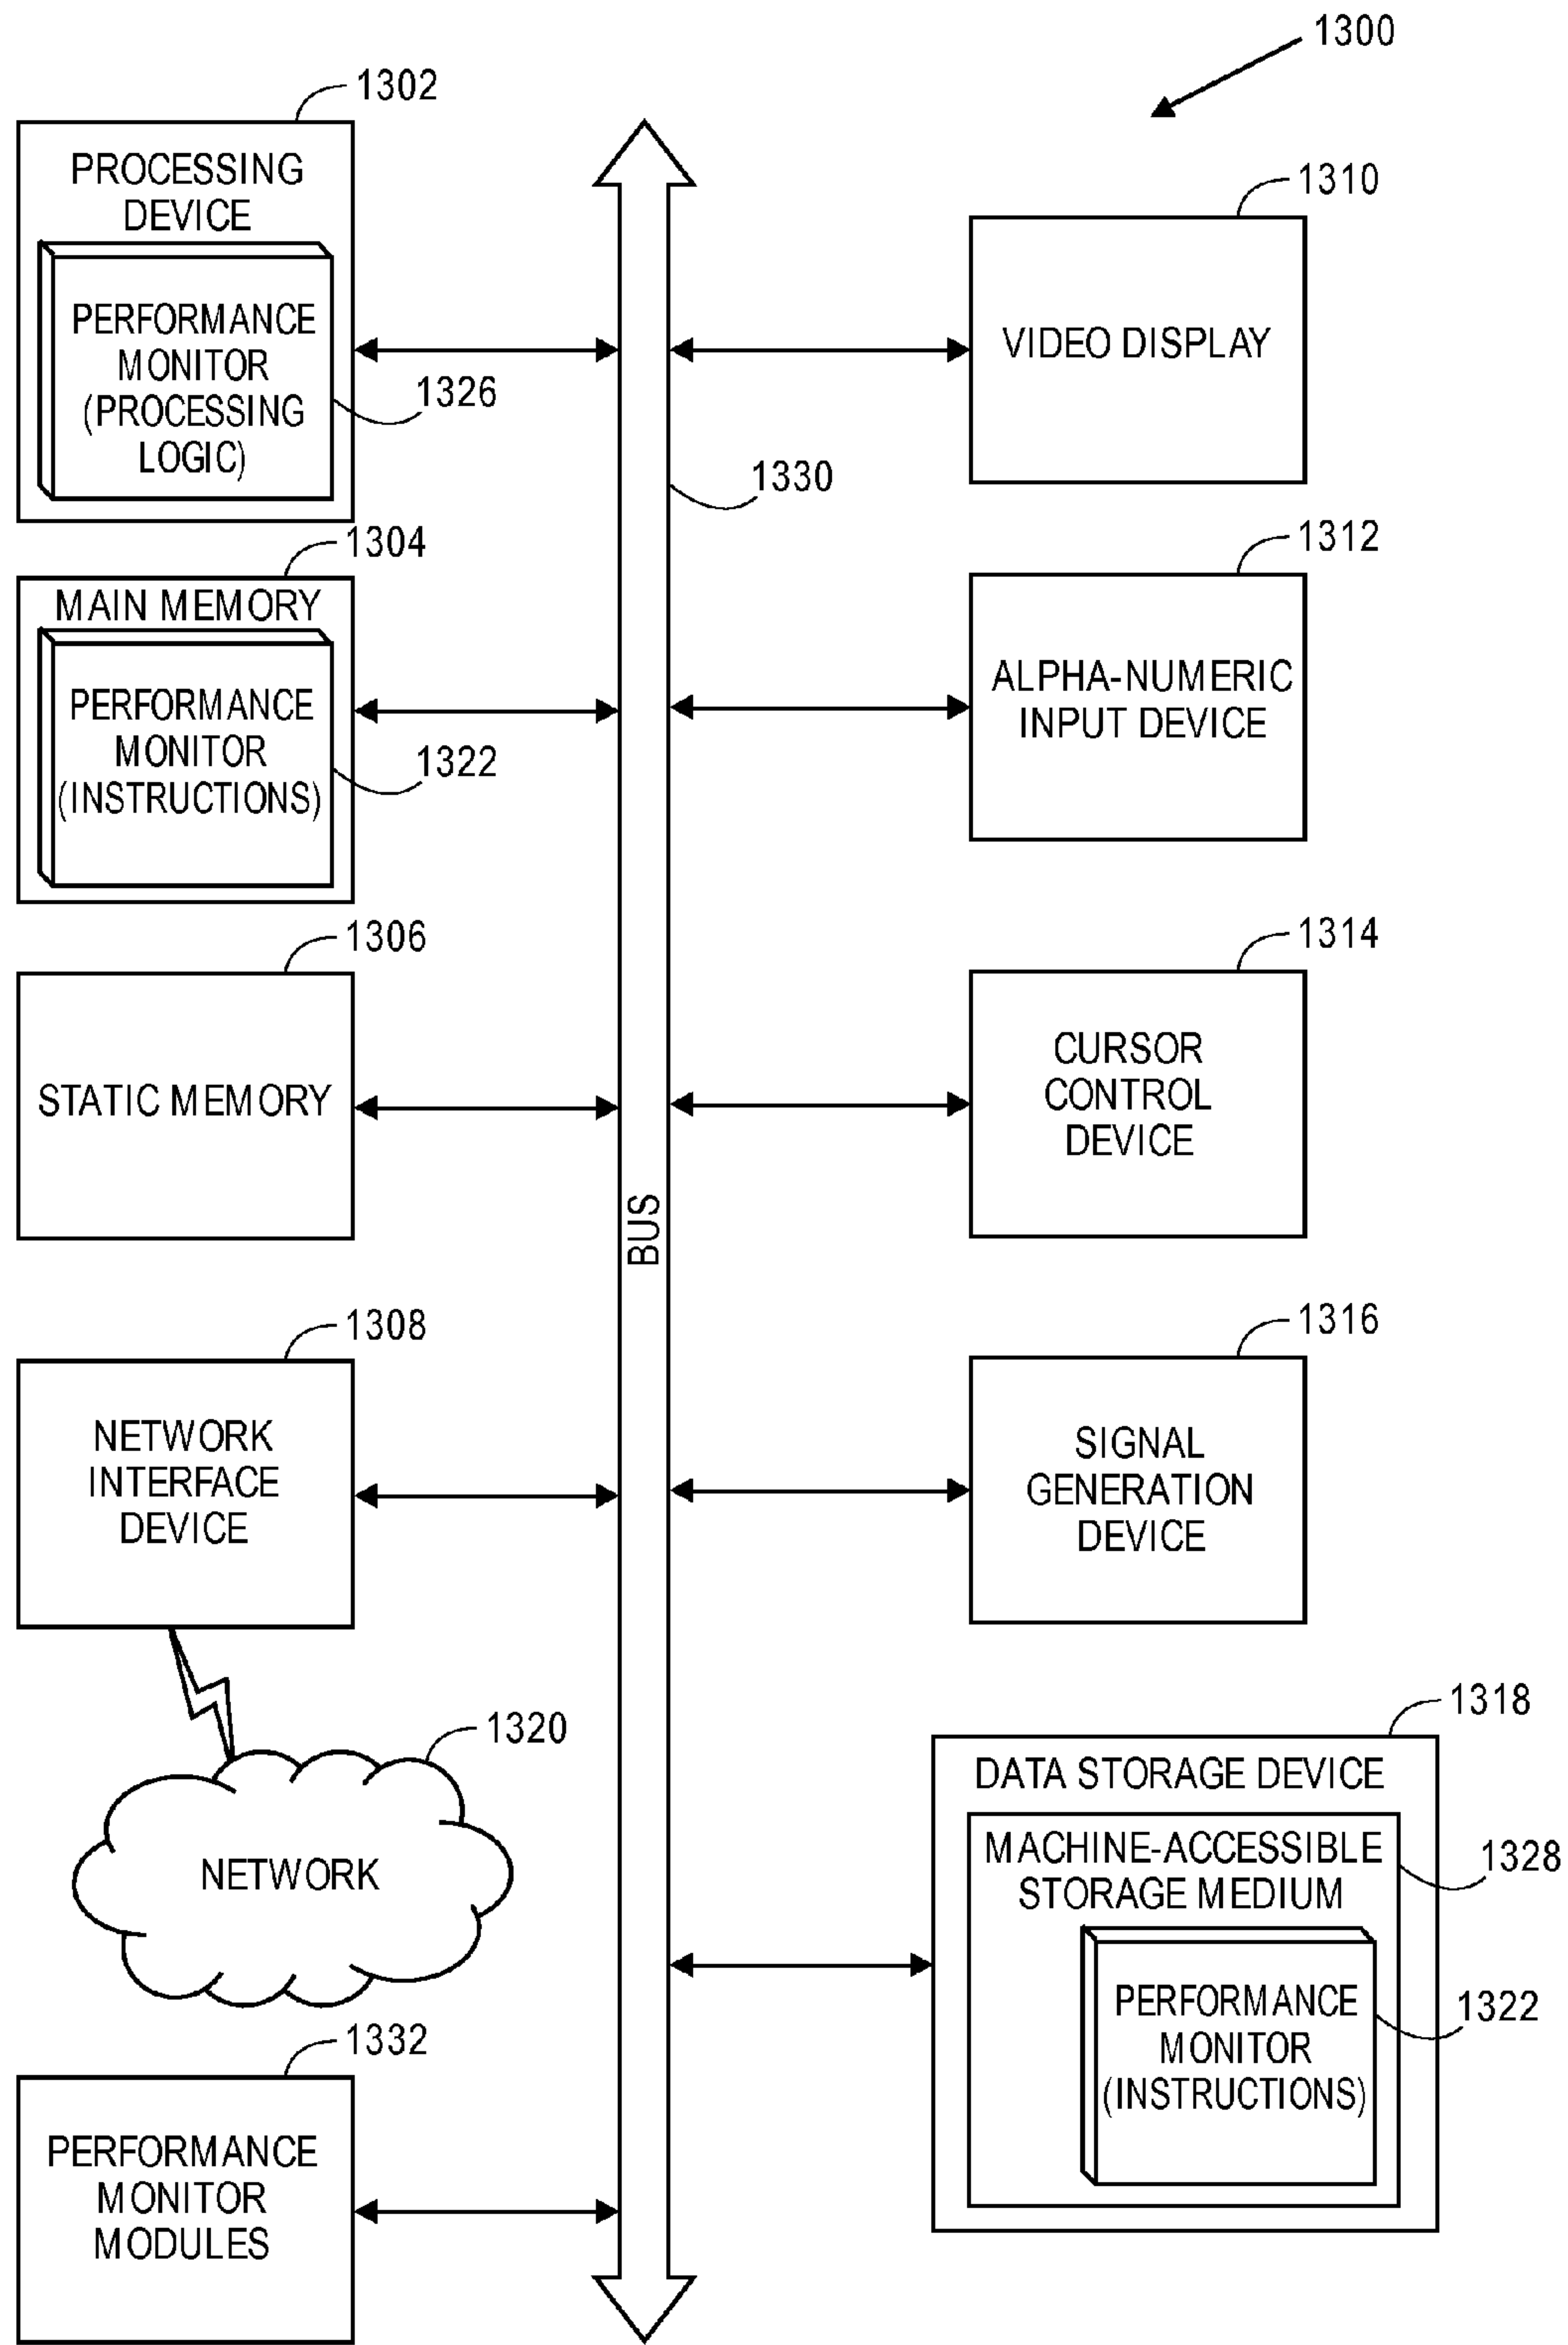 1300
1302
PROCESSING
DEVICE
PERFORMANCE
MONITOR
(PROCESSING
LOGIC)
1326
1304
MAIN MEMORY
PERFORMANCE
MONITOR
(INSTRUCTIONS)
1322
1306
STATIC MEMORY
1308
NETWORK
INTERFACE
DEVICE
1320
NETWORK
1332
PERFORMANCE
MONITOR
MODULES
1330
BUS
1310
VIDEO DISPLAY
1312
ALPHA-NUMERIC
INPUT DEVICE
1314
CURSOR
CONTROL
DEVICE
1316
SIGNAL
GENERATION
DEVICE
1318
DATA STORAGE DEVICE
MACHINE-ACCESSIBLE
STORAGE MEDIUM
1328
PERFORMANCE
MONITOR
(INSTRUCTIONS)
1322